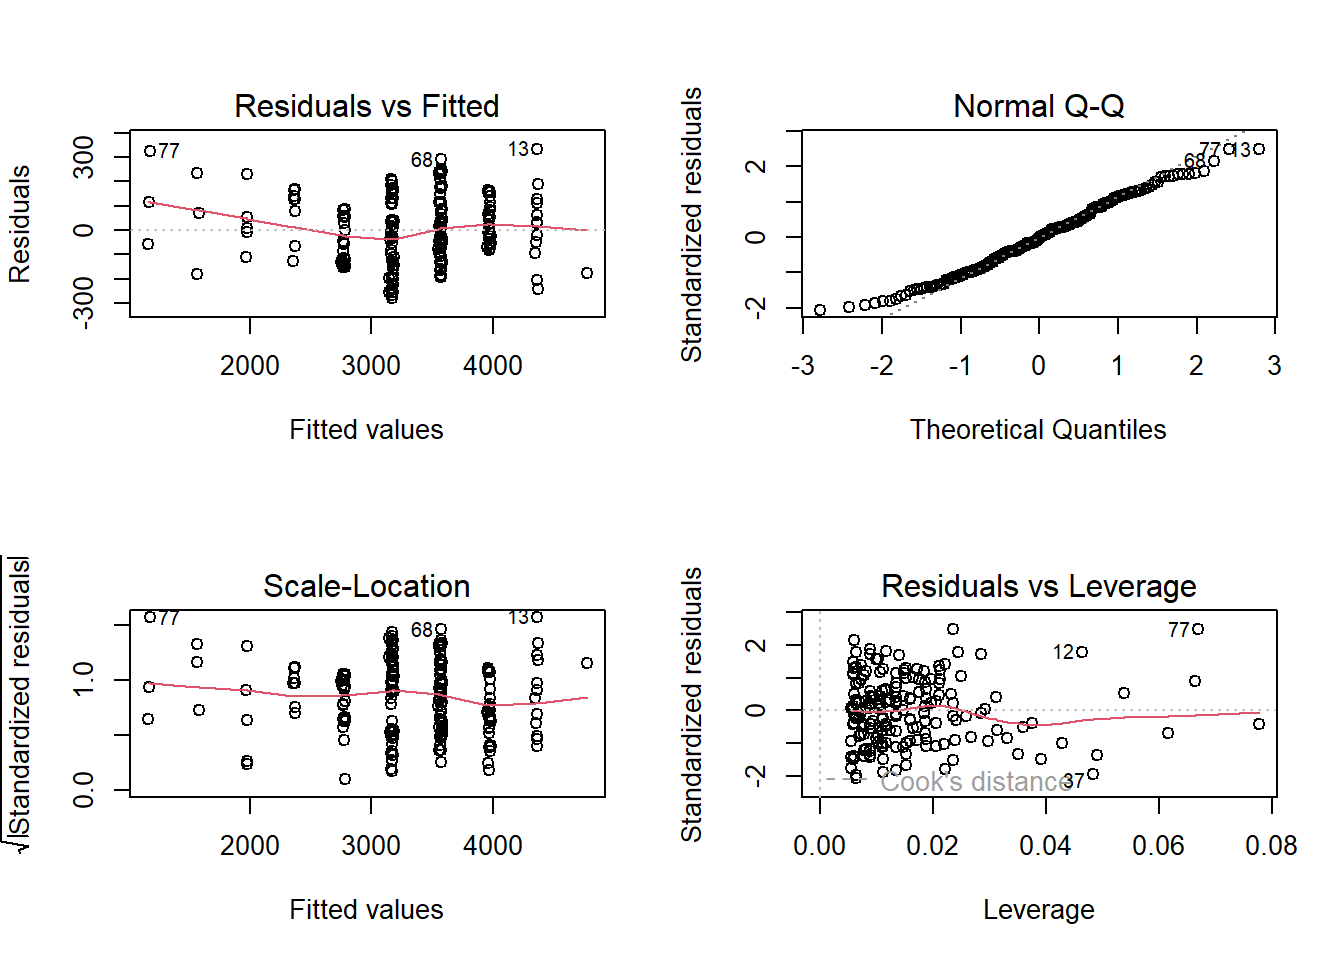 Residuals vs Fitted
Residuals
300
0
-300
77
68
13
2000 3000 4000
Fitted values
Normal Q-Q
Standardized residuals
2
0
-2
68
77
13
-3 -2 -1 0 1 2 3
Theoretical Quantiles
Scale-Location
√|Standardized residuals|
1.0
0.0
77
68
13
2000 3000 4000
Fitted values
Residuals vs Leverage
Standardized residuals
2
0
-2
77
12
37
Cook's distance
0.00 0.02 0.04 0.06 0.08
Leverage